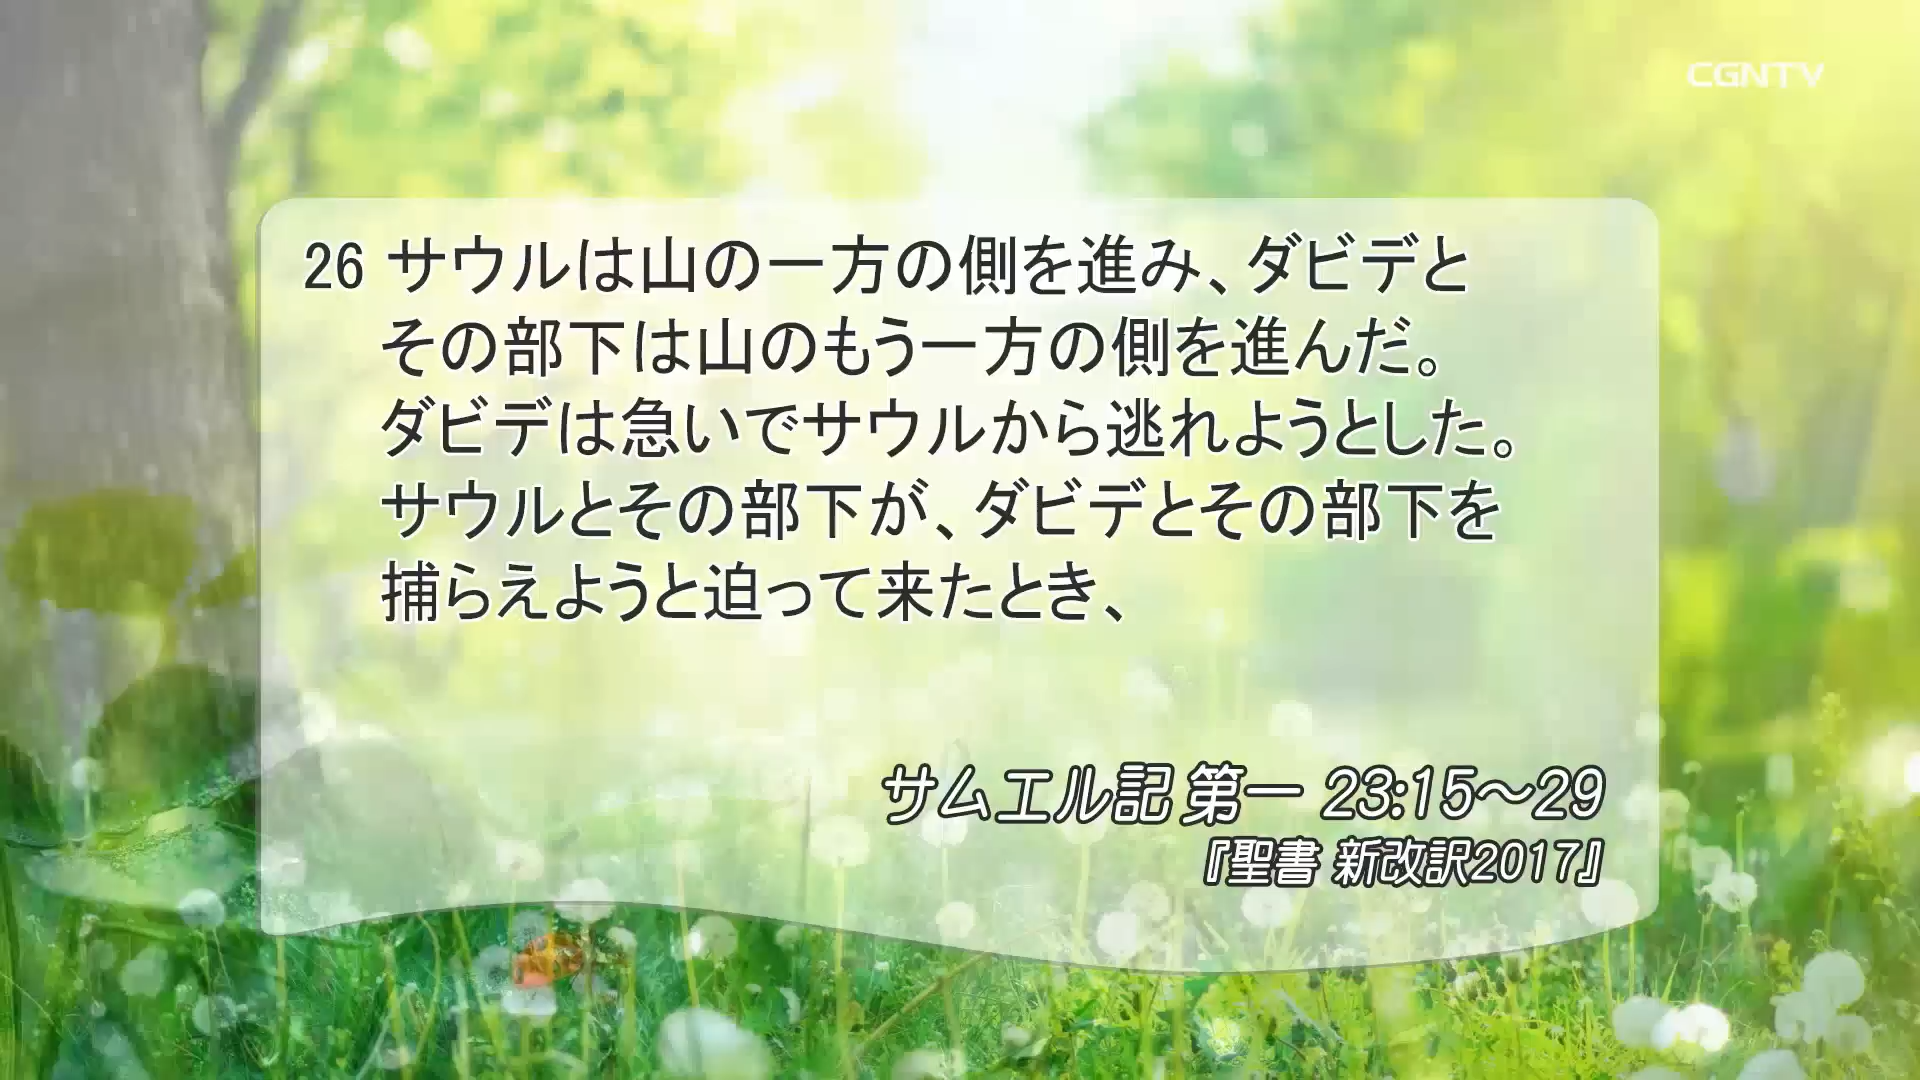 CGNTV
26 サウルは山の一方の側を進み、ダビデと
その部下は山のもう一方の側を進んだ。
ダビデは急いでサウルから逃れようとした。
サウルとその部下が、ダビデとその部下を
捕らえようと迫って来たとき、
サムエル記 第一 23:15～29
『聖書 新改訳2017』